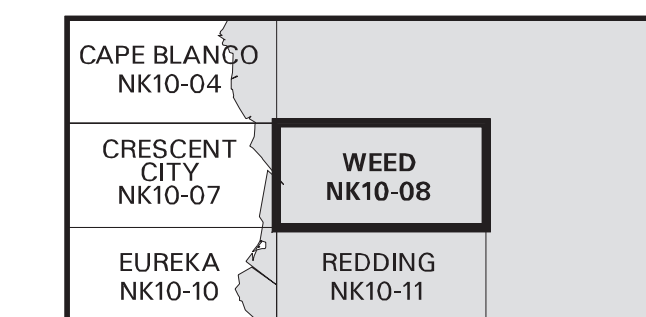 CAPE BLANCO
NK10-04
CRESCENT
CITY
NK10-07
WEED
NK10-08
EUREKA
NK10-10
REDDING
NK10-11